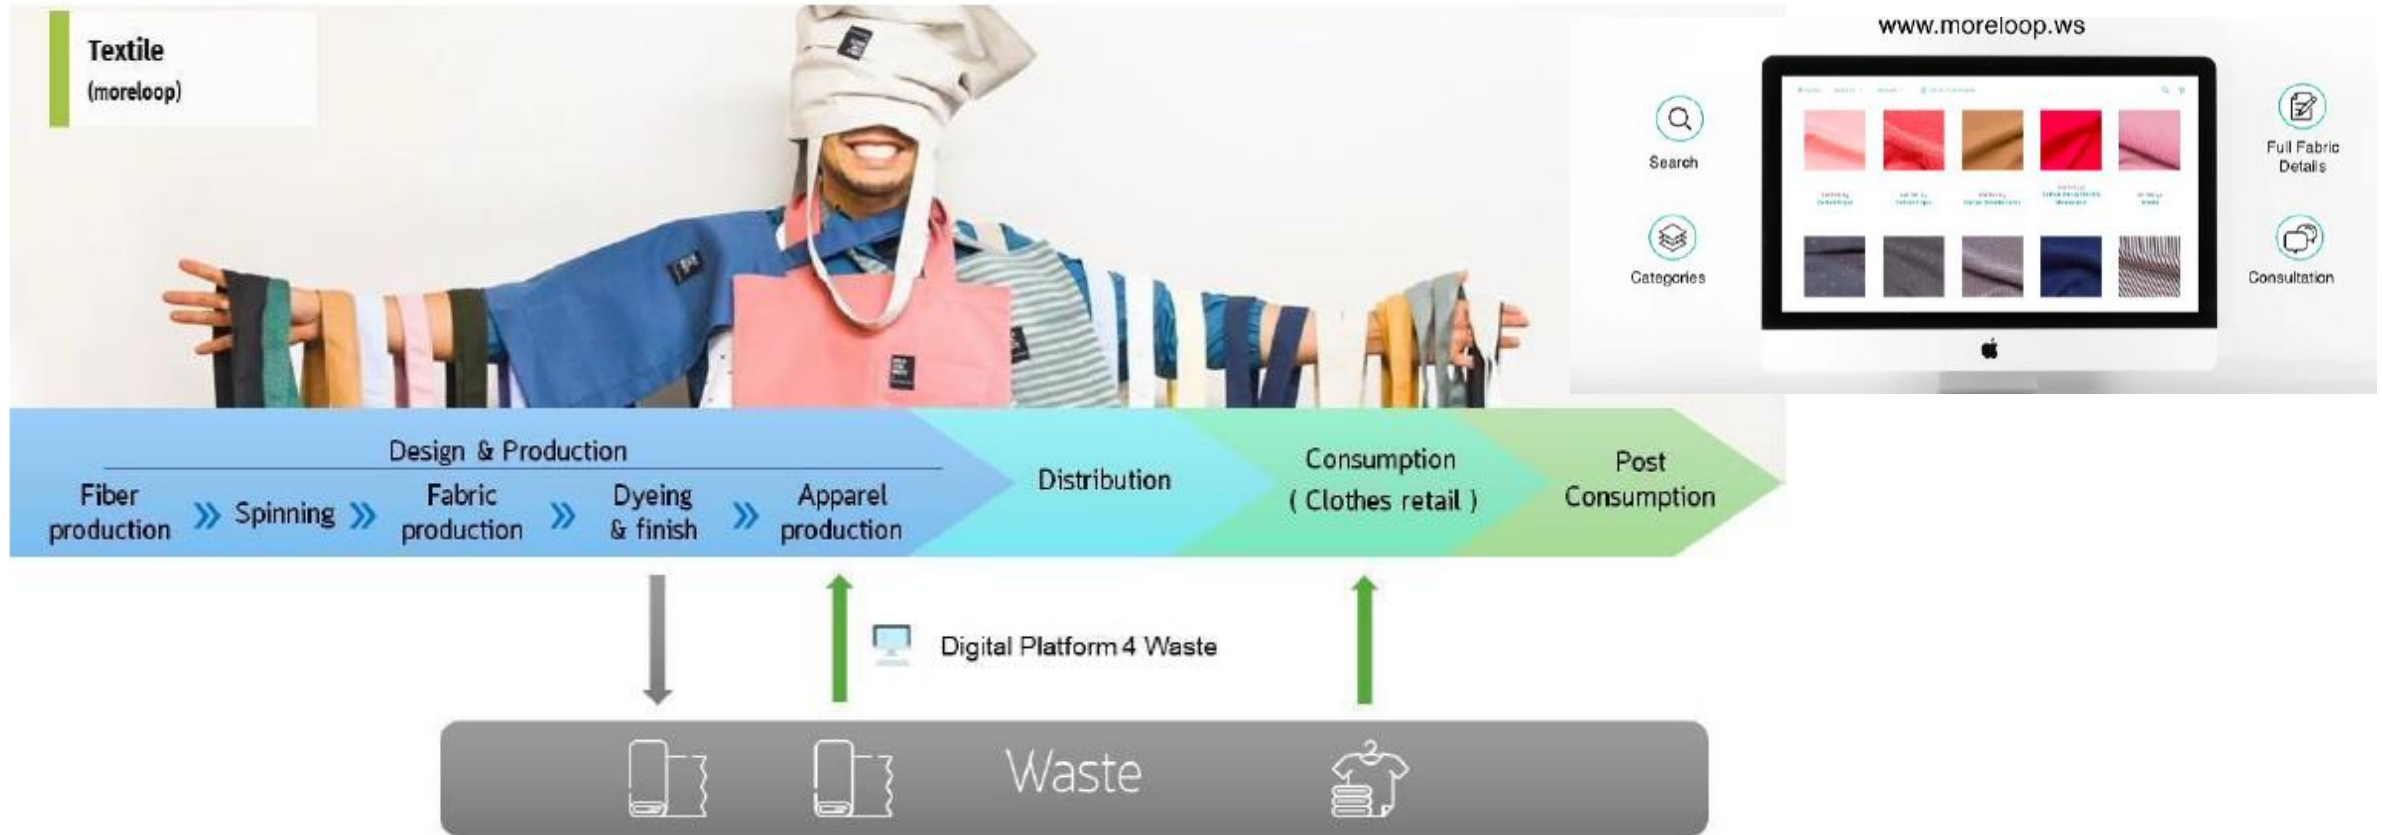 Textile
(moreloop)
www.moreloop.ws
Search
Categories
Full Fabric
Details
Consultation
Design & Production
Fiber
production
Spinning
Fabric
production
Dyeing
& finish
Apparel
production
Distribution
Consumption
( Clothes retail )
Post
Consumption
Digital Platform 4 Waste
Waste